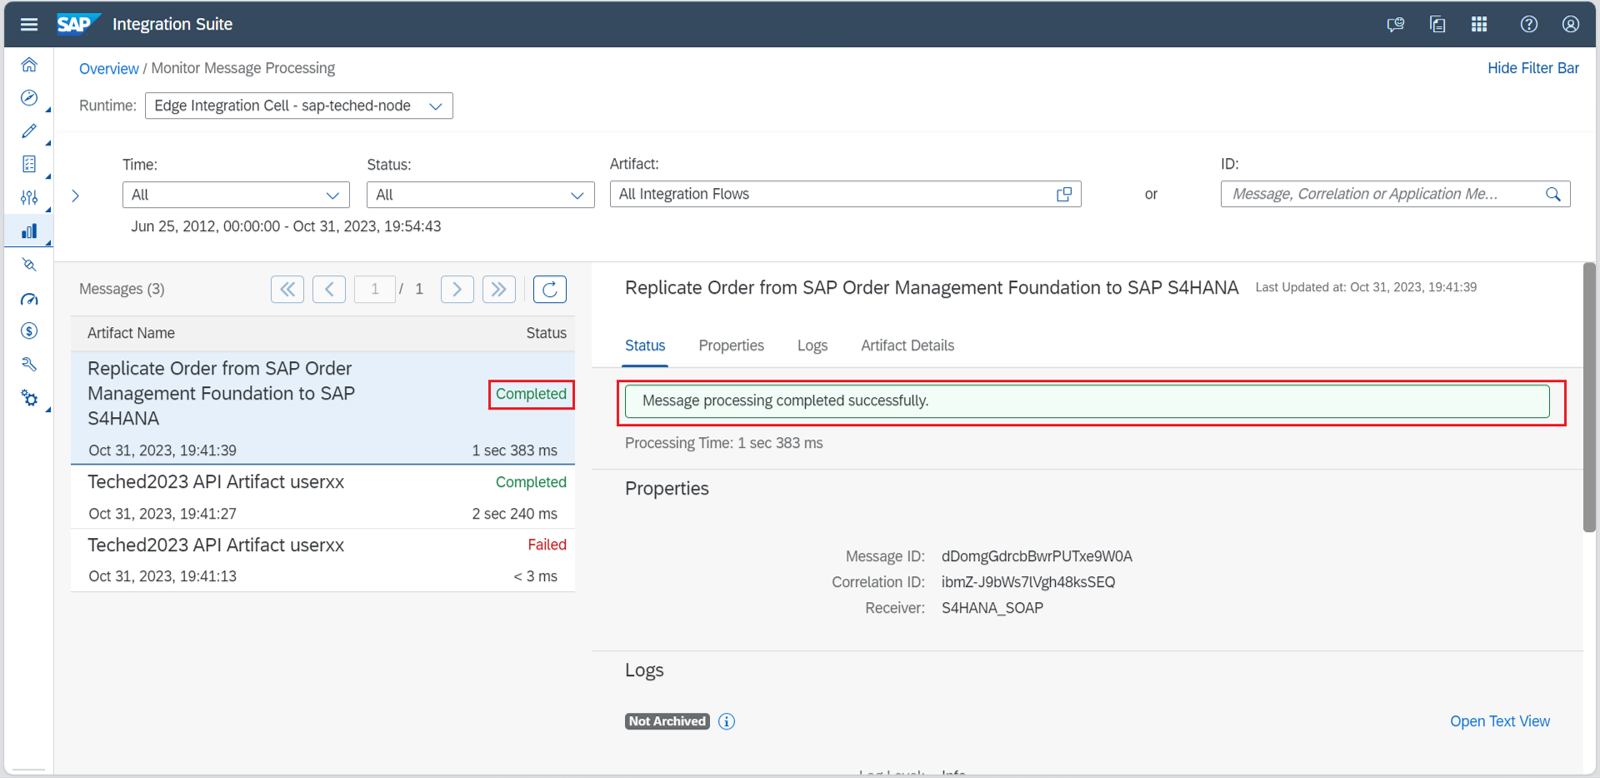 SAP Integration Suite
Overview / Monitor Message Processing
Hide Filter Bar
Runtime: Edge Integration Cell - sap-teched-node
Time: Status: Artifact: ID:
All All All Integration Flows or Message, Correlation or Application Me...
Jun 25, 2012, 00:00:00 - Oct 31, 2023, 19:54:43
Messages (3) 1 / 1
Artifact Name Status
Replicate Order from SAP Order
Management Foundation to SAP
S4HANA
Completed
Oct 31, 2023, 19:41:39 1 sec 383 ms
Teched2023 API Artifact userxx Completed
Oct 31, 2023, 19:41:27 2 sec 240 ms
Teched2023 API Artifact userxx Failed
Oct 31, 2023, 19:41:13 < 3 ms
Replicate Order from SAP Order Management Foundation to SAP S4HANA Last Updated at: Oct 31, 2023, 19:41:39
Status Properties Logs Artifact Details
Message processing completed successfully.
Processing Time: 1 sec 383 ms
Properties
Message ID: dDomgGdrcbBwrPUTxe9W0A
Correlation ID: ibmZ-J9bWs7lVgh48ksSEQ
Receiver: S4HANA_SOAP
Logs
Not Archived Open Text View
Log Level: Info